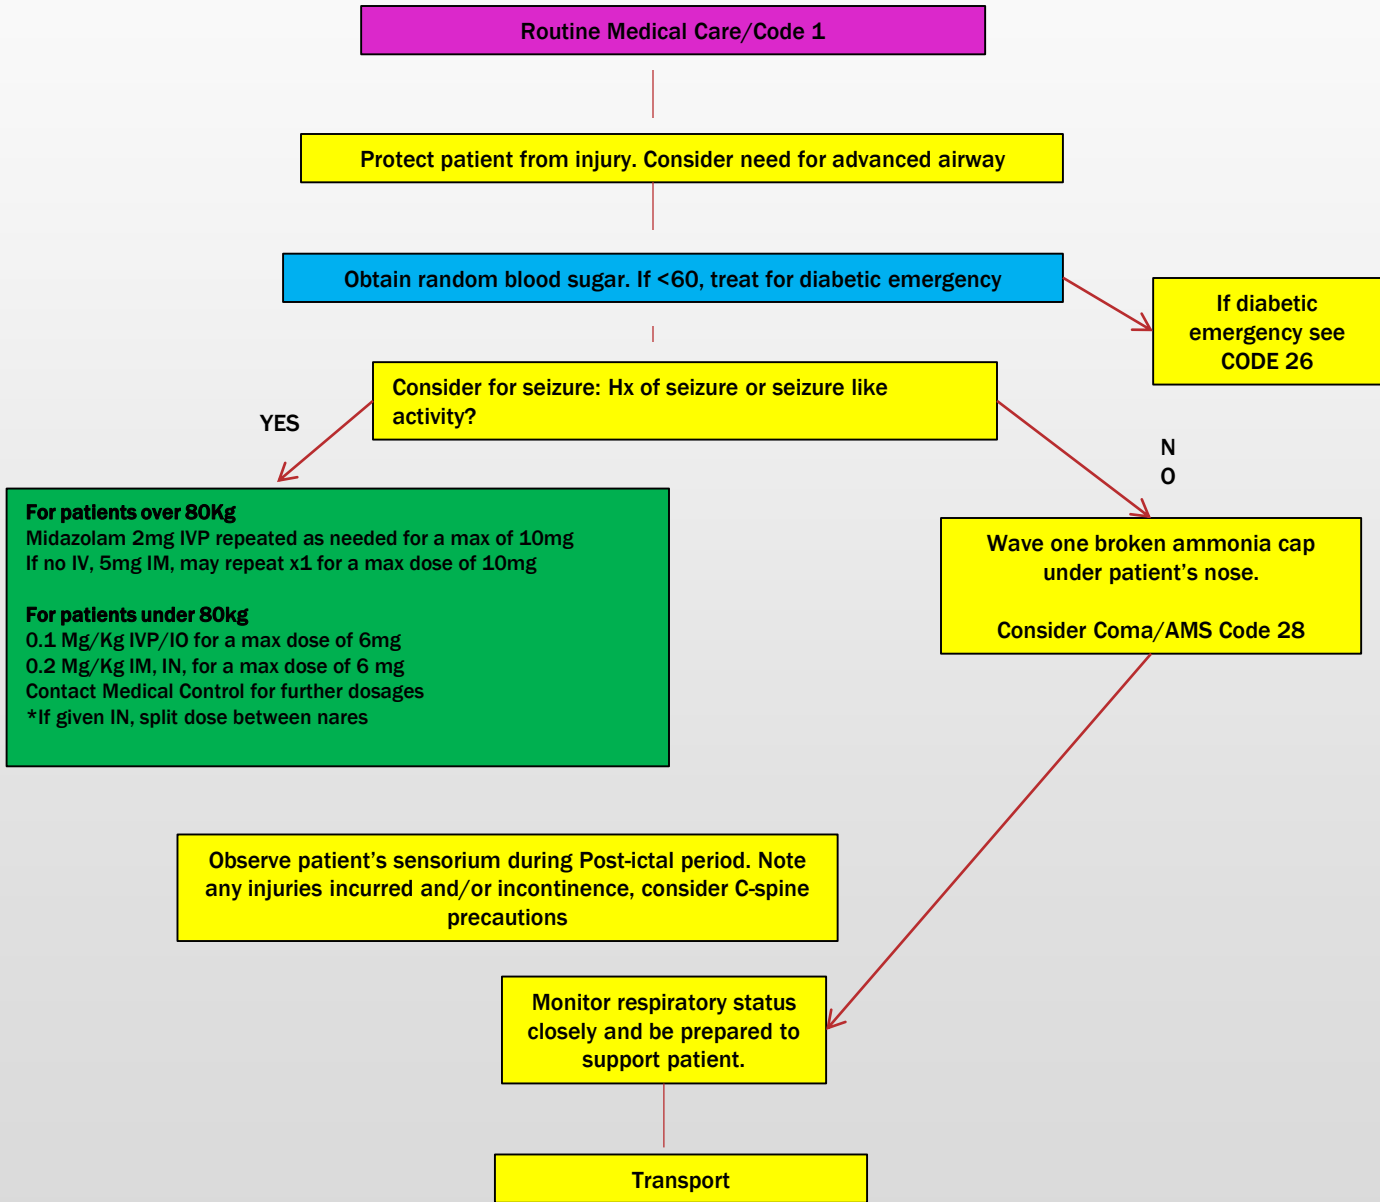 Routine Medical Care/Code 1
Protect patient from injury. Consider need for advanced airway
Obtain random blood sugar. If <60, treat for diabetic emergency
If diabetic
emergency see
CODE 26
Consider for seizure: Hx of seizure or seizure like
activity?
YES
N
O
For patients over 80Kg
Midazolam 2mg IVP repeated as needed for a max of 10mg
If no IV, 5mg IM, may repeat x1 for a max dose of 10mg
For patients under 80kg
0.1 Mg/Kg IVP/IO for a max dose of 6mg
0.2 Mg/Kg IM, IN, for a max dose of 6 mg
Contact Medical Control for further dosages
*If given IN, split dose between nares
Wave one broken ammonia cap
under patient’s nose.
Consider Coma/AMS Code 28
Observe patient’s sensorium during Post-ictal period. Note
any injuries incurred and/or incontinence, consider C-spine
precautions
Monitor respiratory status
closely and be prepared to
support patient.
Transport